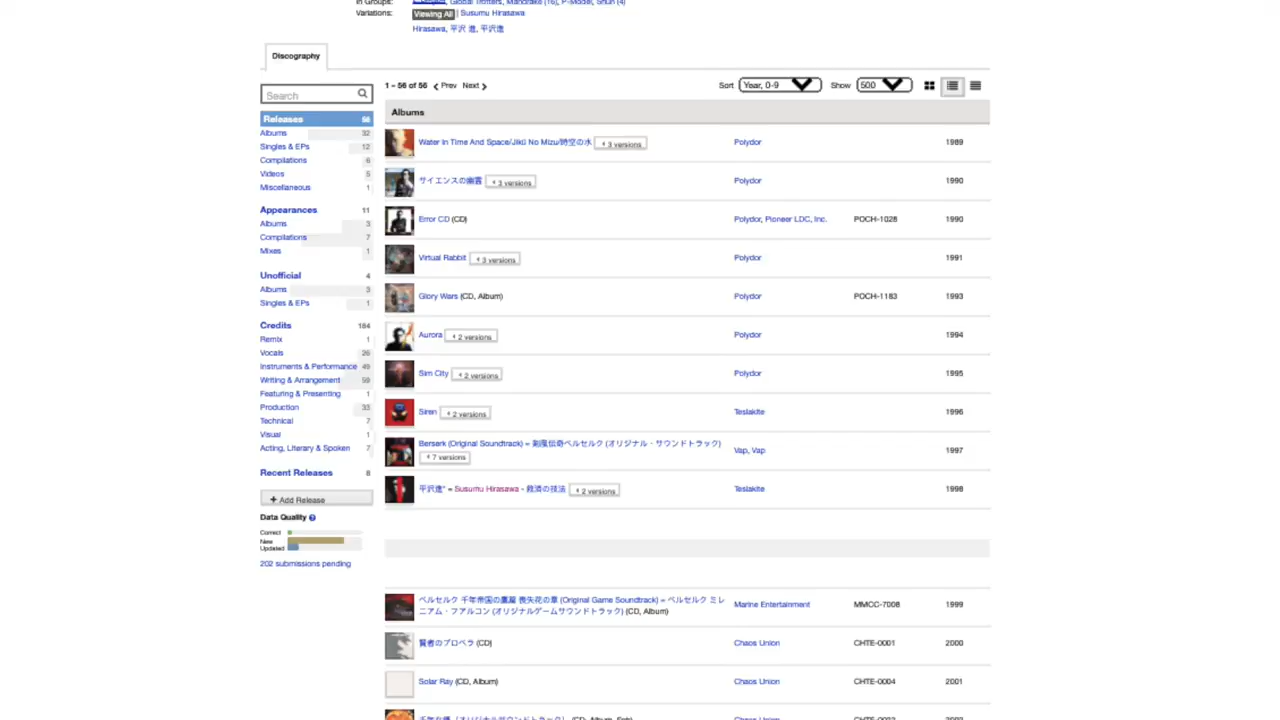 In Groups: Global Trotters, Mandrake (16), P-Model, Shun (4)
Variations: Viewing All | Susumu Hirasawa
Hirasawa, 平沢 進, 平沢進
Discography
Search
1 – 56 of 56 Prev Next
Sort Year, 0-9 Show 500
Releases 56
Albums 32
Singles & EPs 12
Compilations 6
Videos 5
Miscellaneous 1
Appearances 11
Albums 3
Compilations 7
Mixes 1
Unofficial 4
Albums 3
Singles & EPs 1
Credits 184
Remix 1
Vocals 26
Instruments & Performance 49
Writing & Arrangement 59
Featuring & Presenting 1
Production 33
Technical 7
Visual 1
Acting, Literary & Spoken 7
Recent Releases 8
+ Add Release
Data Quality ?
Correct
New
Updated
202 submissions pending
Albums
Water In Time And Space/Jikū No Mizu/時空の水 3 versions Polydor 1989
サイエンスの幽霊 3 versions Polydor 1990
Error CD (CD) Polydor, Pioneer LDC, Inc. POCH-1028 1990
Virtual Rabbit 3 versions Polydor 1991
Glory Wars (CD, Album) Polydor POCH-1183 1993
Aurora 2 versions Polydor 1994
Sim City 2 versions Polydor 1995
Siren 2 versions Teslakite 1996
Berserk (Original Soundtrack) = 剣風伝奇ベルセルク (オリジナル・サウンドトラック)
7 versions Vap, Vap 1997
平沢進* = Susumu Hirasawa - 救済の技法 2 versions Teslakite 1998
ベルセルク 千年帝国の鷹篇 喪失花の章 (Original Game Soundtrack) = ベルセルク ミレ
ニアム・ファルコン (オリジナルゲームサウンドトラック) (CD, Album) Marine Entertainment MMCC-7008 1999
賢者のプロペラ (CD) Chaos Union CHTE-0001 2000
Solar Ray (CD, Album) Chaos Union CHTE-0004 2001